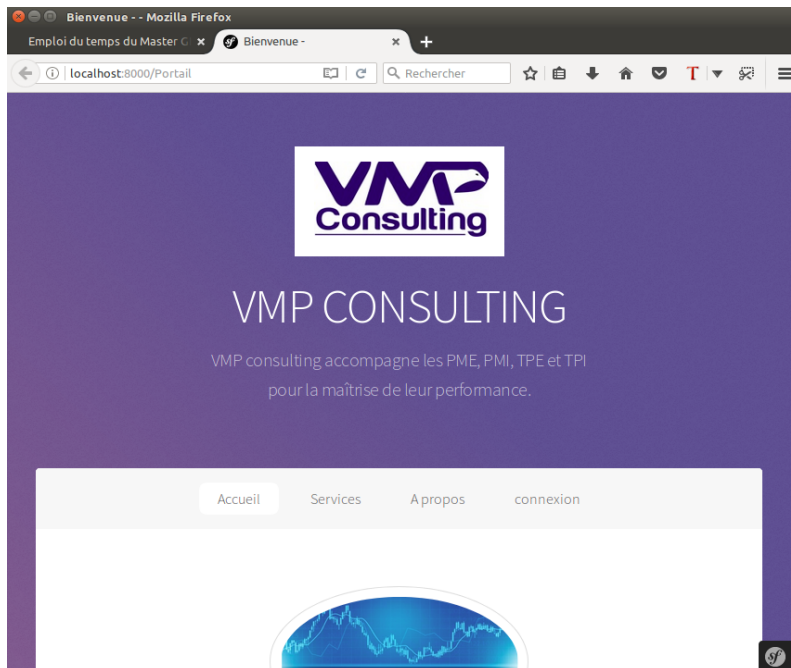 Bienvenue - - Mozilla Firefox
Emploi du temps du Master G
Bienvenue -
localhost:8000/Portail
Rechercher
VMP
Consulting
VMP CONSULTING
VMP consulting accompagne les PME, PMI, TPE et TPI
pour la maîtrise de leur performance.
Accueil Services A propos connexion
sf